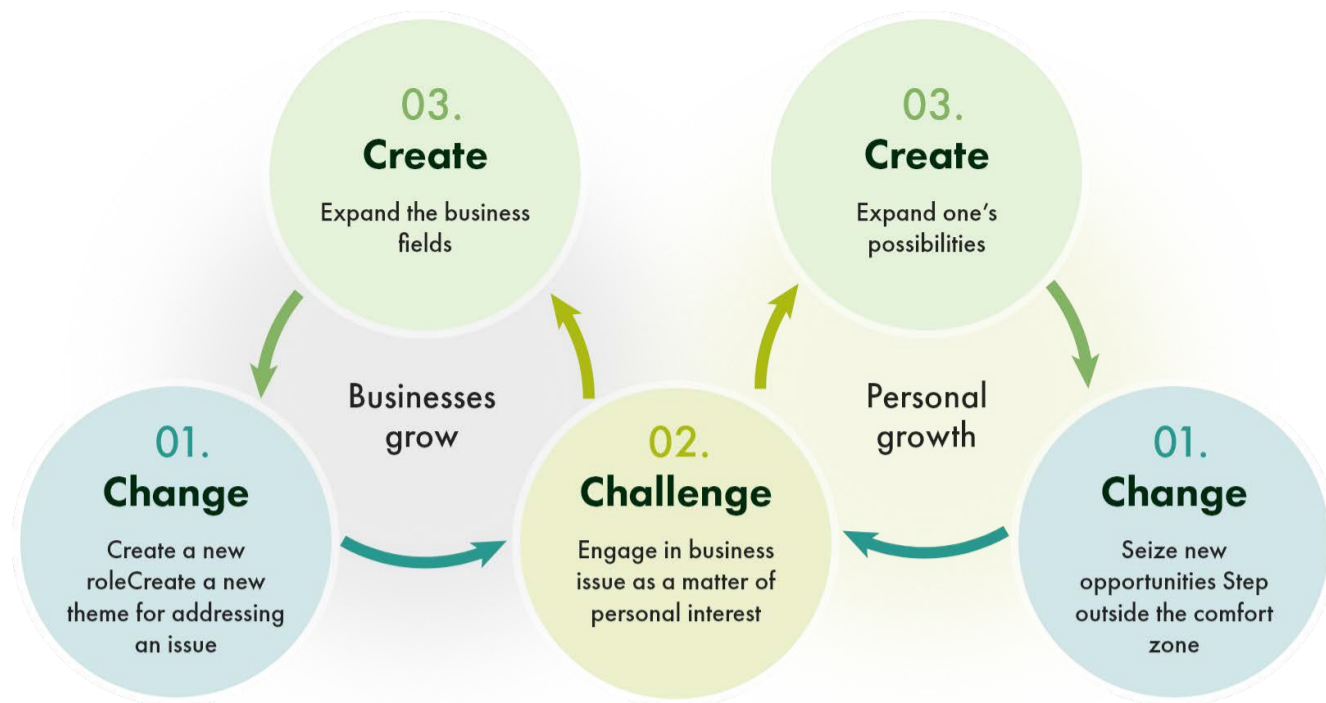 03.
Create
Expand the business
fields
03.
Create
Expand one’s
possibilities
Businesses
grow
Personal
growth
01.
Change
Create a new
roleCreate a new
theme for addressing
an issue
02.
Challenge
Engage in business
issue as a matter of
personal interest
01.
Change
Seize new
opportunities Step
outside the comfort
zone